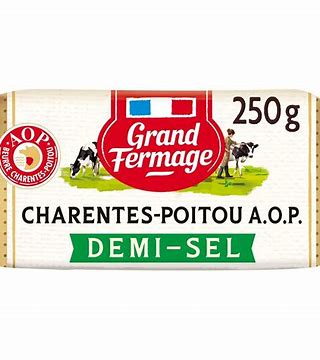 250g
A.O.P
BEURRE CHARENTES-POITOU
Grand
Fermage
CHARENTES-POITOU A.O.P.
DEMI-SEL